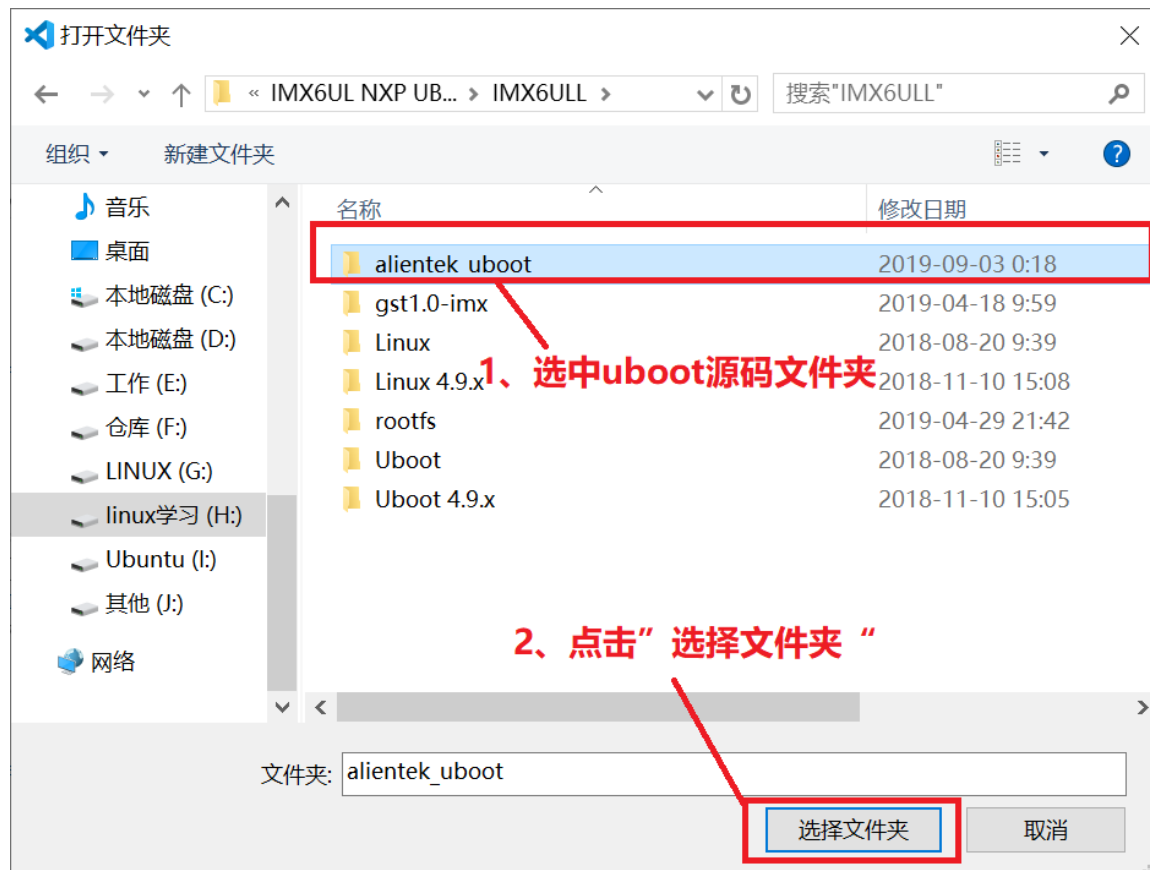 打开文件夹
« IMX6UL NXP UB... > IMX6ULL >
搜索"IMX6ULL"
组织
新建文件夹
?
音乐
桌面
本地磁盘 (C:)
本地磁盘 (D:)
工作 (E:)
仓库 (F:)
LINUX (G:)
linux学习 (H:)
Ubuntu (I:)
其他 (J:)
网络
名称 修改日期
alientek_uboot 2019-09-03 0:18
gst1.0-imx 2019-04-18 9:59
Linux 2018-08-20 9:39
1、选中uboot源码文件夹
Linux 4.9.x 2018-11-10 15:08
rootfs 2019-04-29 21:42
Uboot 2018-08-20 9:39
Uboot 4.9.x 2018-11-10 15:05
2、点击”选择文件夹“
文件夹: alientek_uboot
选择文件夹 取消